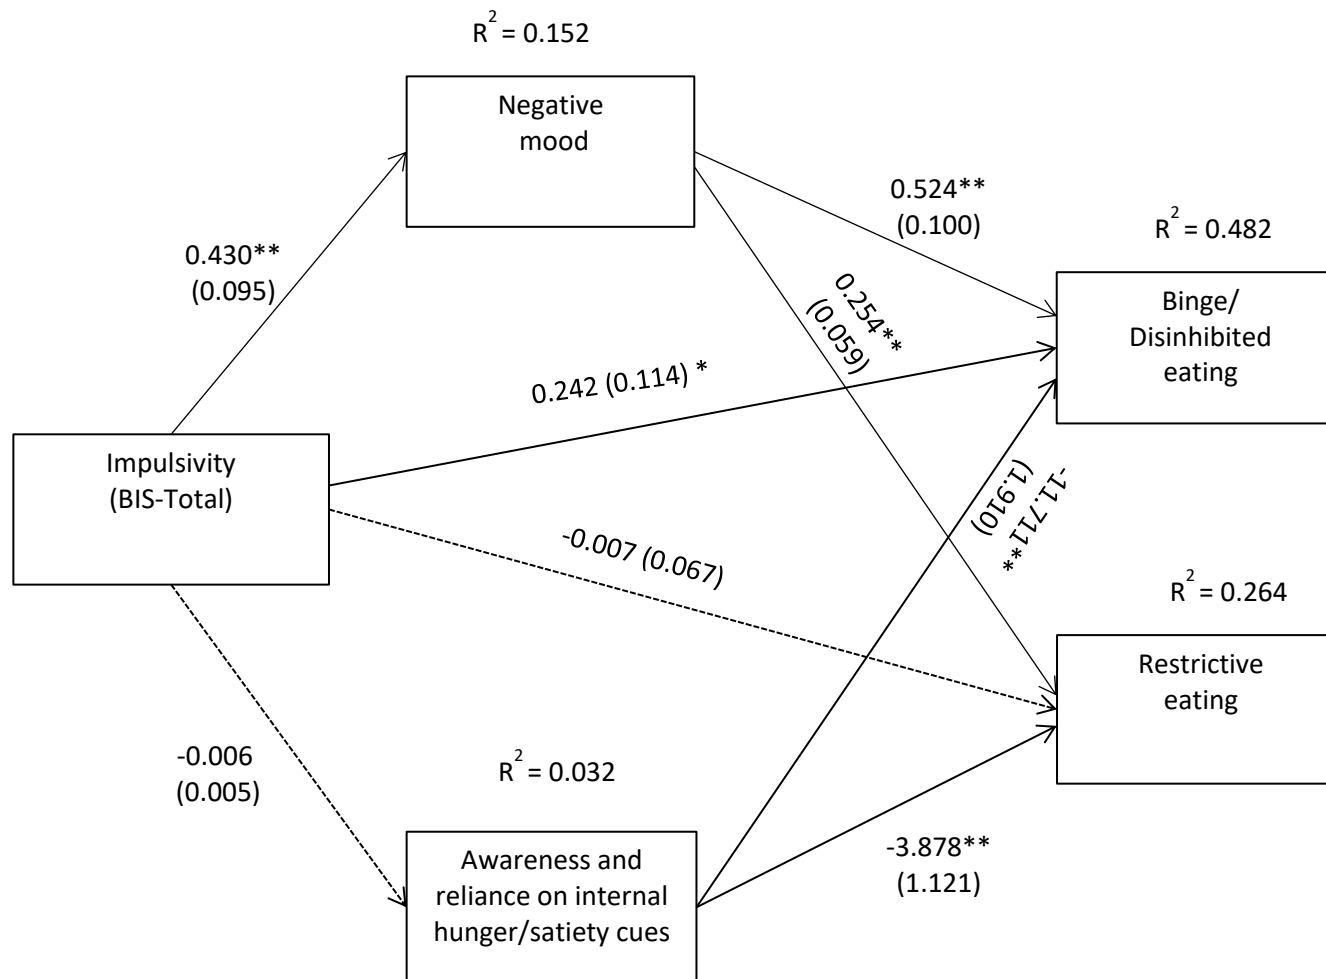 R² = 0.152
Negative
mood
0.524**
(0.100)
R² = 0.482
0.430**
(0.095)
0.254**
(0.059)
Binge/
Disinhibited
eating
0.242 (0.114) *
Impulsivity
(BIS-Total)
-11.711**
(1.910)
-0.007 (0.067)
R² = 0.264
Restrictive
eating
-0.006
(0.005)
R² = 0.032
-3.878**
(1.121)
Awareness and
reliance on internal
hunger/satiety cues